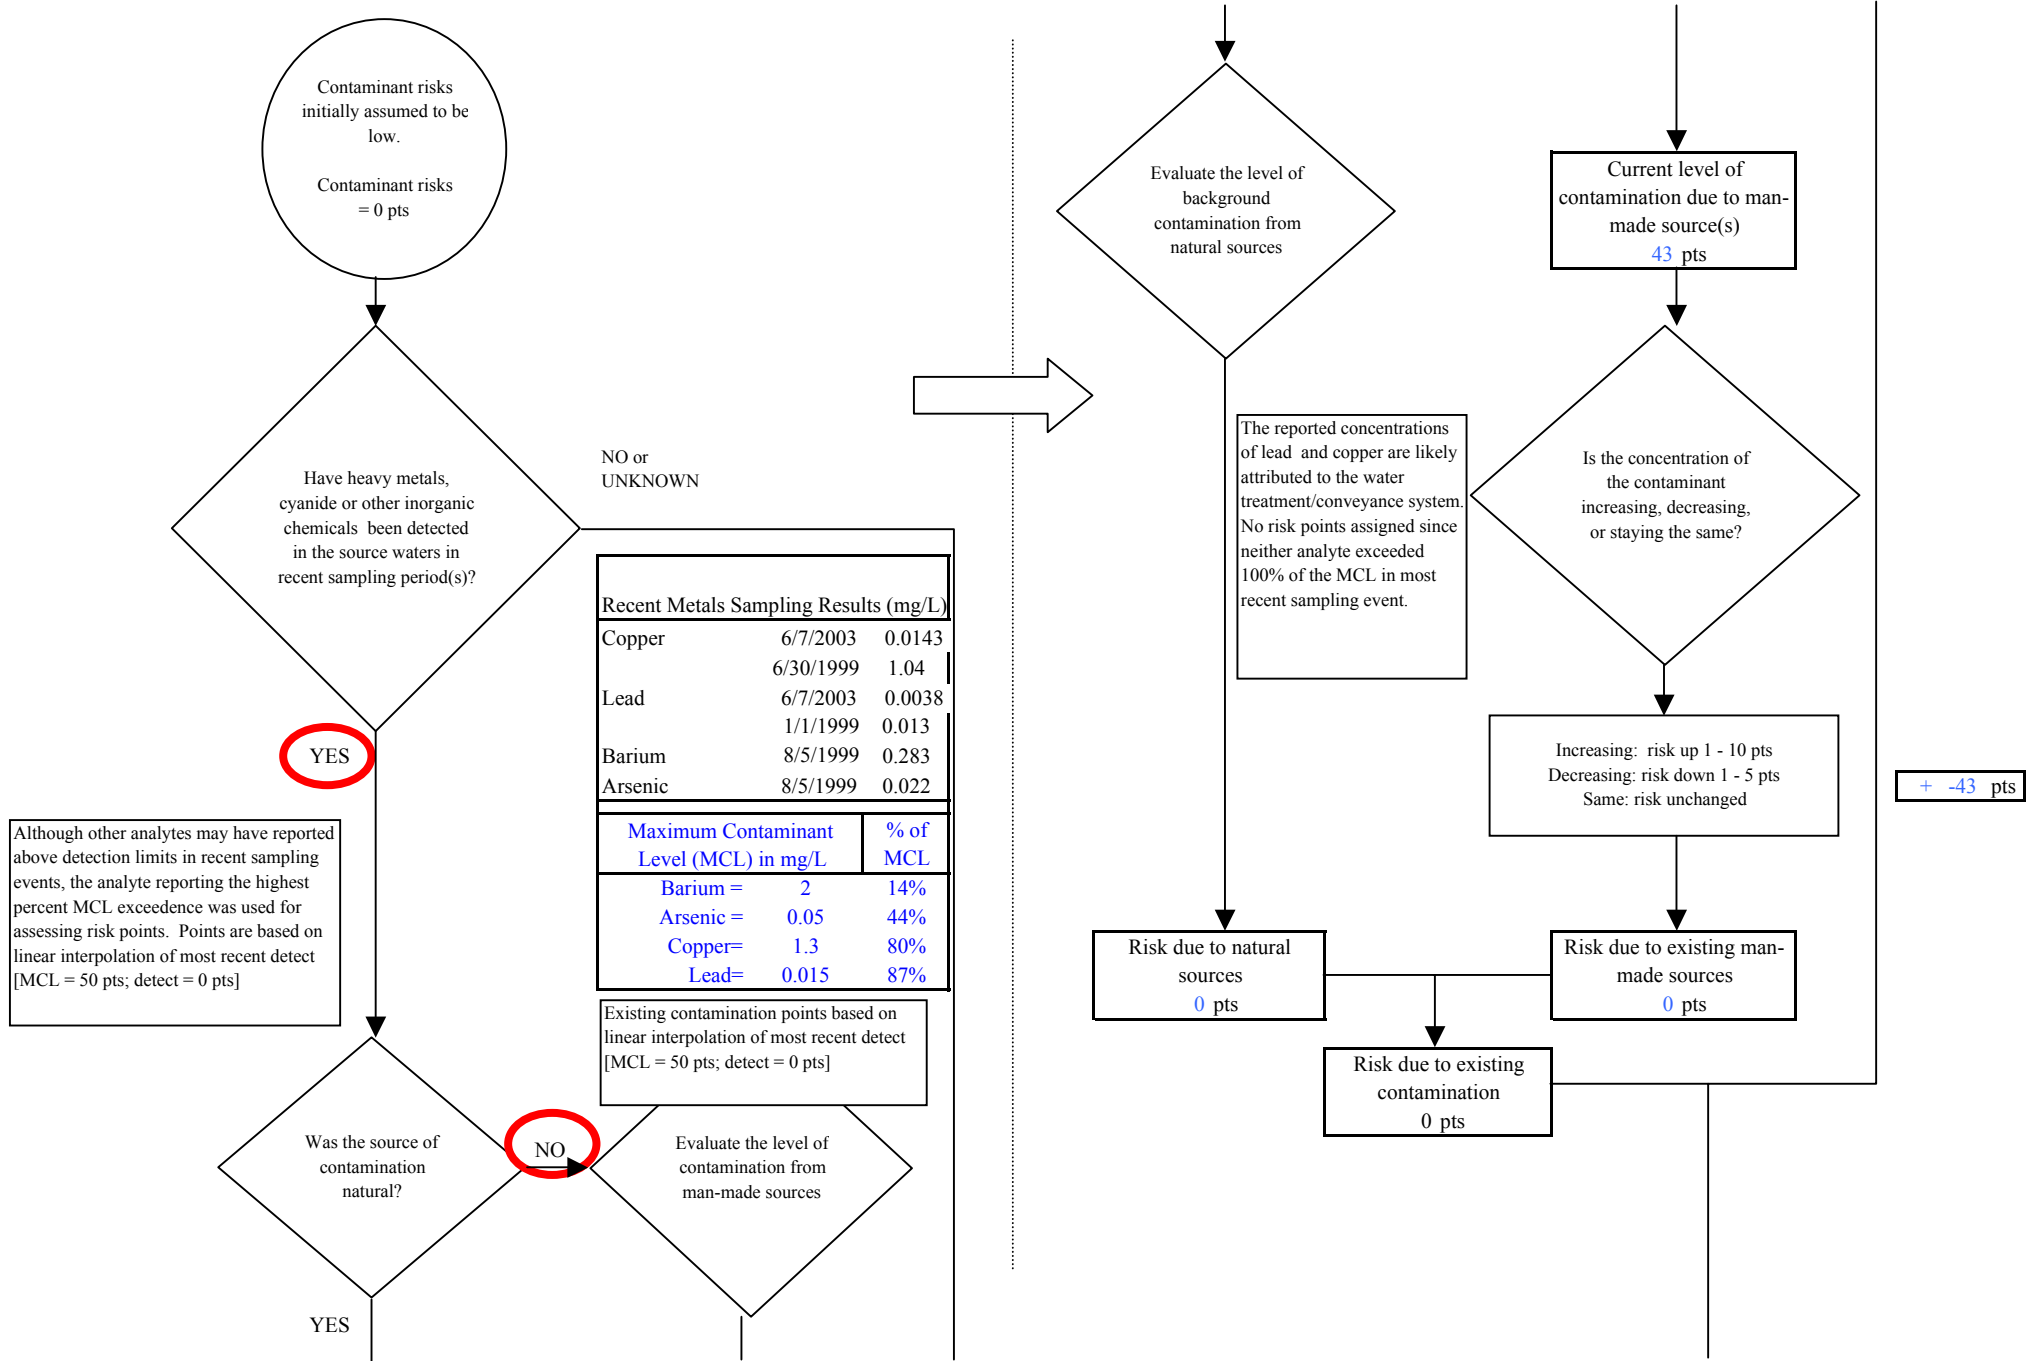 Contaminant risks
initially assumed to be
low.
Contaminant risks
= 0 pts
Have heavy metals,
cyanide or other inorganic
chemicals been detected
in the source waters in
recent sampling period(s)?
NO or
UNKNOWN
YES
Although other analytes may have reported
above detection limits in recent sampling
events, the analyte reporting the highest
percent MCL exceedence was used for
assessing risk points. Points are based on
linear interpolation of most recent detect
[MCL = 50 pts; detect = 0 pts]
Recent Metals Sampling Results (mg/L)
Copper 6/7/2003 0.0143
6/30/1999 1.04
Lead 6/7/2003 0.0038
1/1/1999 0.013
Barium 8/5/1999 0.283
Arsenic 8/5/1999 0.022
Maximum Contaminant % of
Level (MCL) in mg/L MCL
Barium = 2 14%
Arsenic = 0.05 44%
Copper= 1.3 80%
Lead= 0.015 87%
Existing contamination points based on
linear interpolation of most recent detect
[MCL = 50 pts; detect = 0 pts]
Was the source of
contamination
natural?
NO
Evaluate the level of
contamination from
man-made sources
YES
Evaluate the level of
background
contamination from
natural sources
Current level of
contamination due to man-
made source(s)
43 pts
The reported concentrations
of lead and copper are likely
attributed to the water
treatment/conveyance system.
No risk points assigned since
neither analyte exceeded
100% of the MCL in most
recent sampling event.
Is the concentration of
the contaminant
increasing, decreasing,
or staying the same?
Increasing: risk up 1 - 10 pts
Decreasing: risk down 1 - 5 pts
Same: risk unchanged
+ -43 pts
Risk due to natural
sources
0 pts
Risk due to existing man-
made sources
0 pts
Risk due to existing
contamination
0 pts